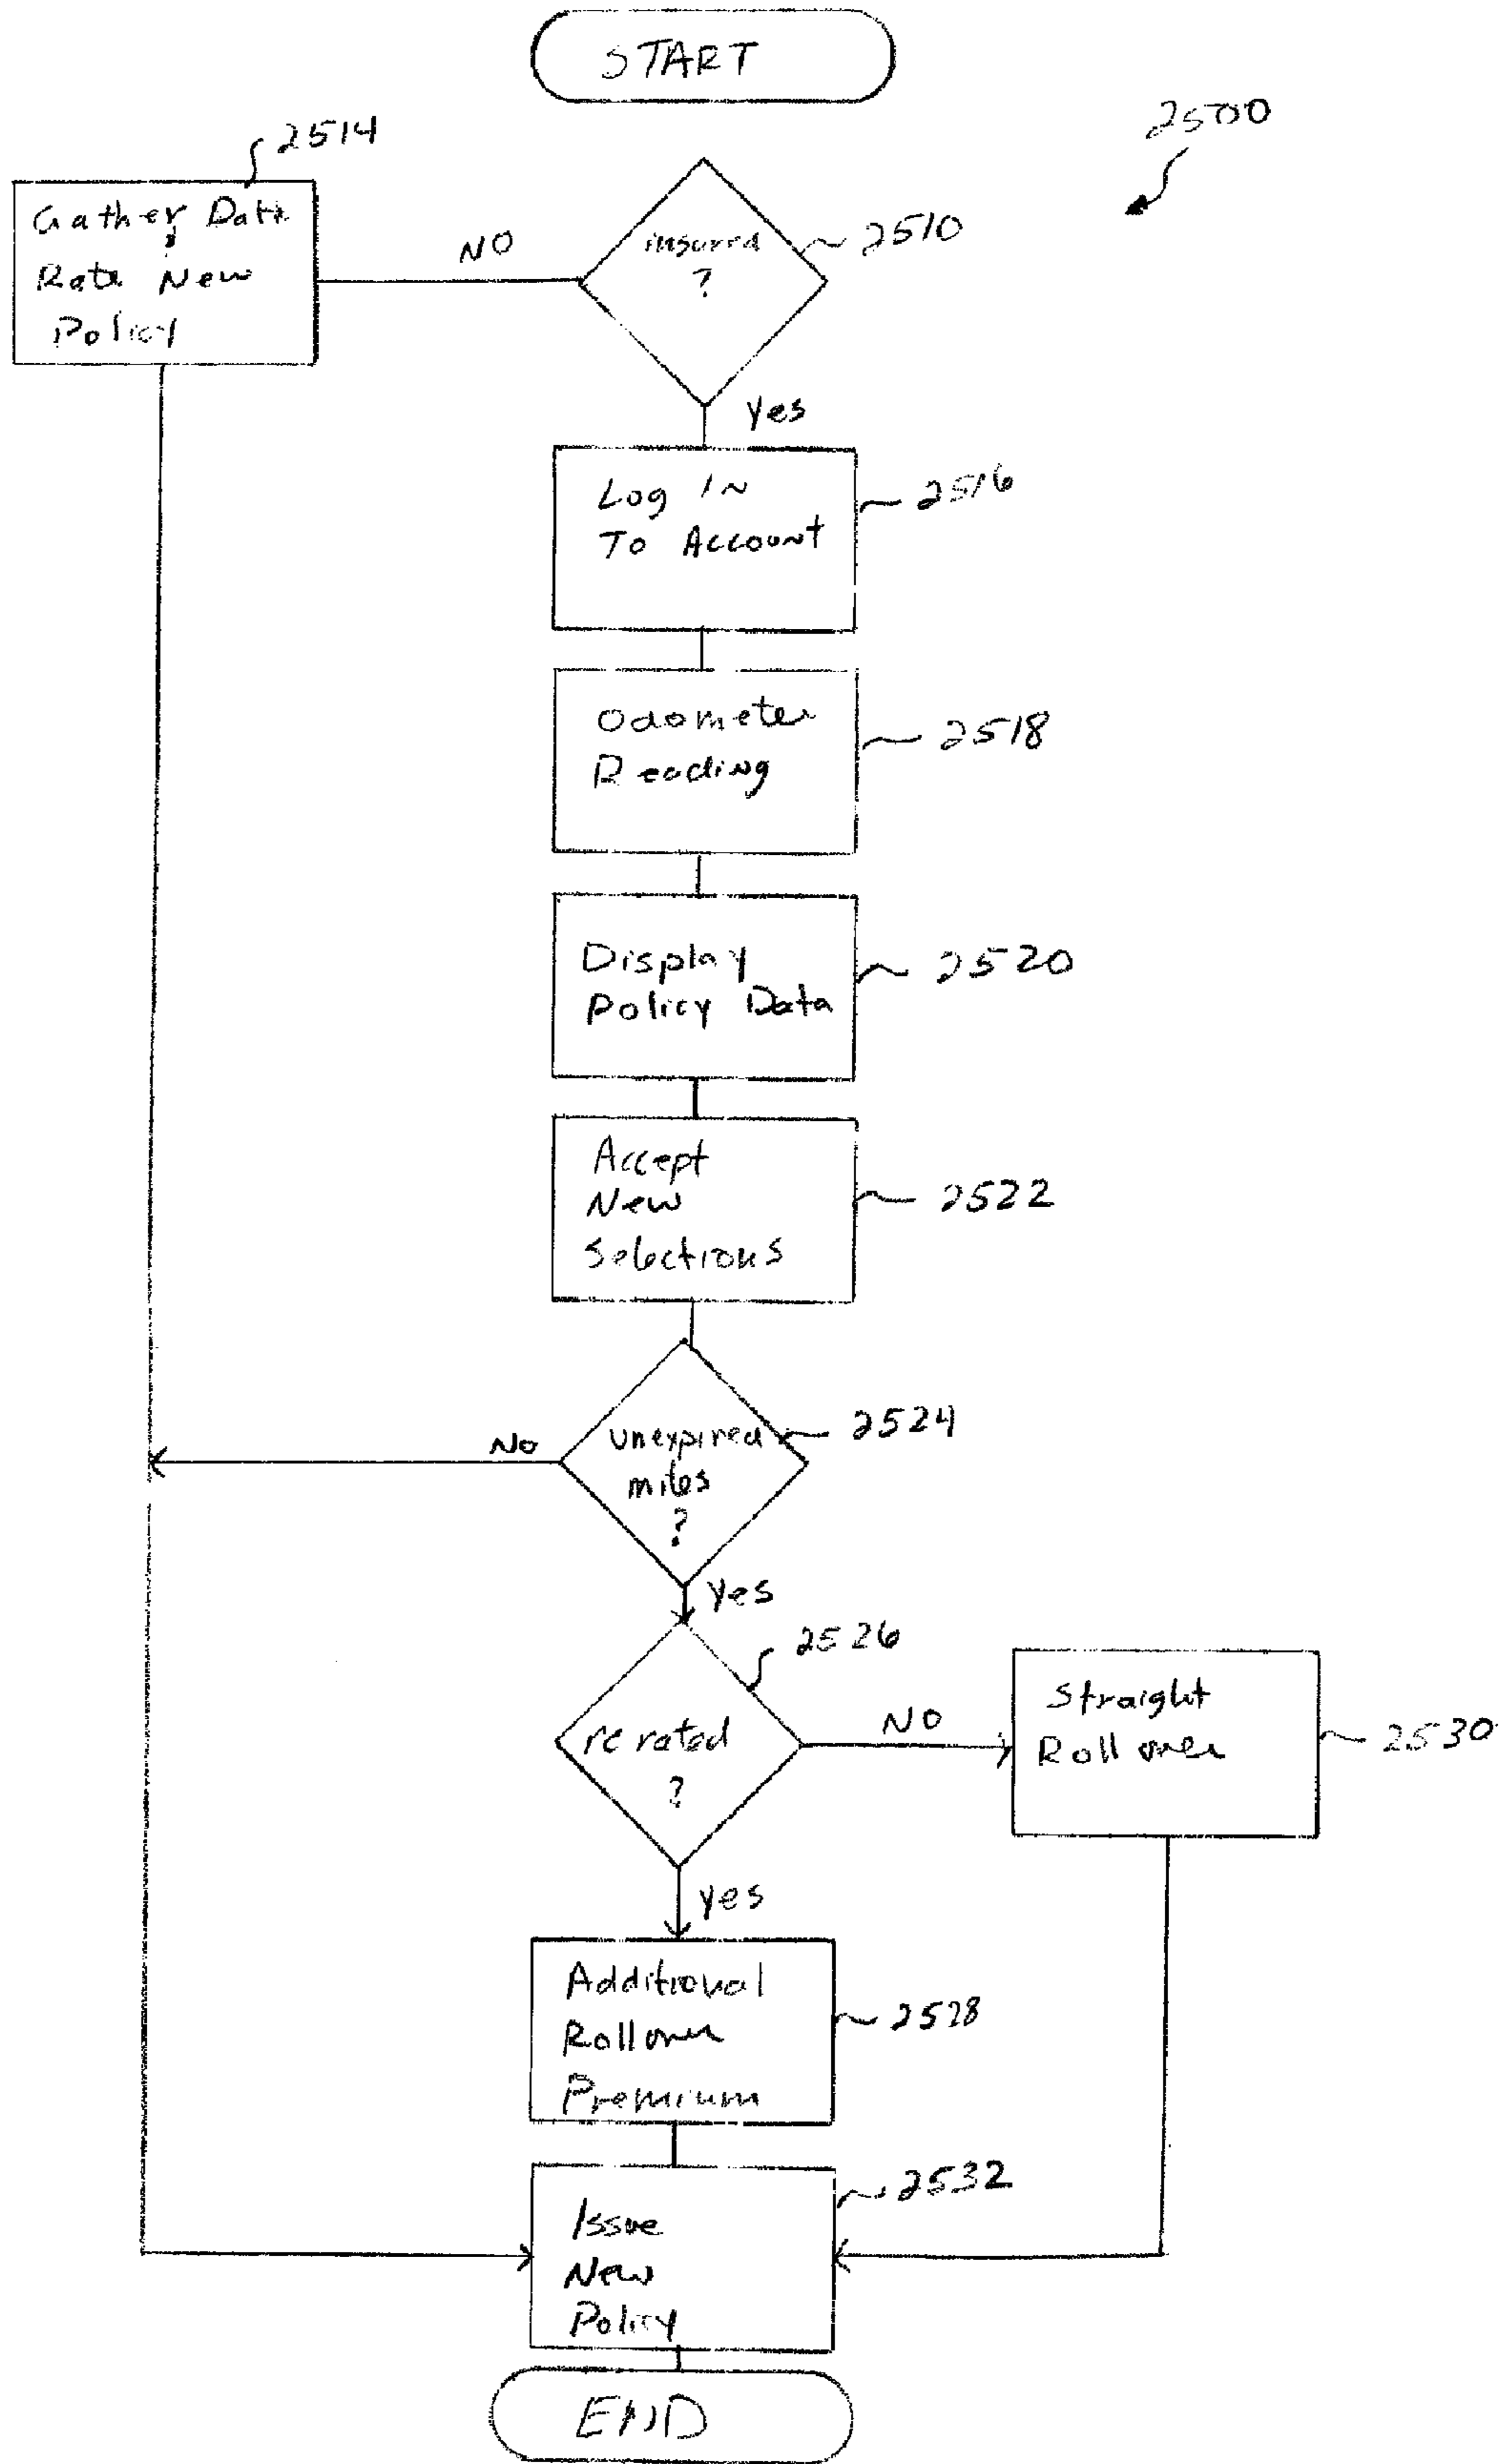 START
2500
2514
Gather Data
&
Rate New
Policy
NO
insured
?
2510
Yes
Log IN
To Account
2516
Odometer
Reading
2518
Display
Policy Data
2520
Accept
New
Selections
2522
unexpired
miles
?
2524
No
Yes
2526
re rated
?
NO
Straight
Rollover
2530
yes
Additional
Rollover
Premium
2528
Issue
New
Policy
2532
END